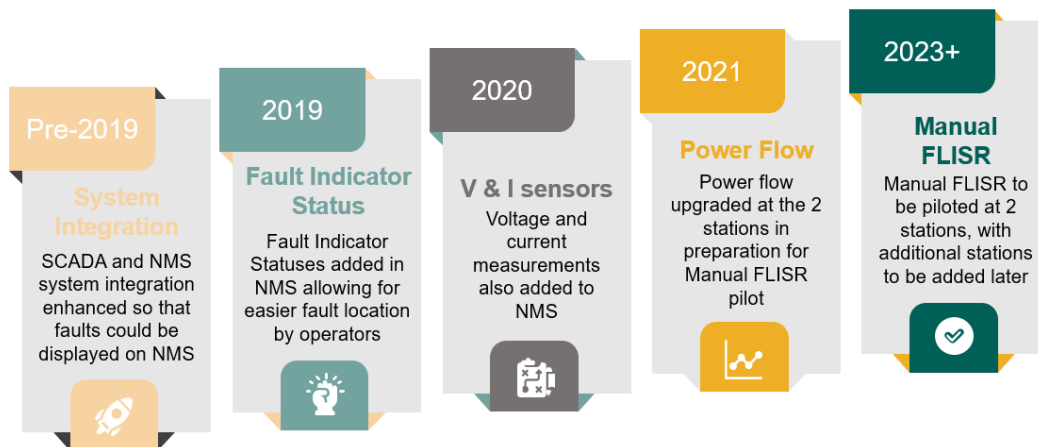 Pre-2019
System
Integration
SCADA and NMS
system integration
enhanced so that
faults could be
displayed on NMS
2019
Fault Indicator
Status
Fault Indicator
Statuses added in
NMS allowing for
easier fault location
by operators
2020
V & I sensors
Voltage and
current
measurements
also added to
NMS
2021
Power Flow
Power flow
upgraded at the 2
stations in
preparation for
Manual FLISR
pilot
2023+
Manual
FLISR
Manual FLISR to
be piloted at 2
stations, with
additional stations
to be added later